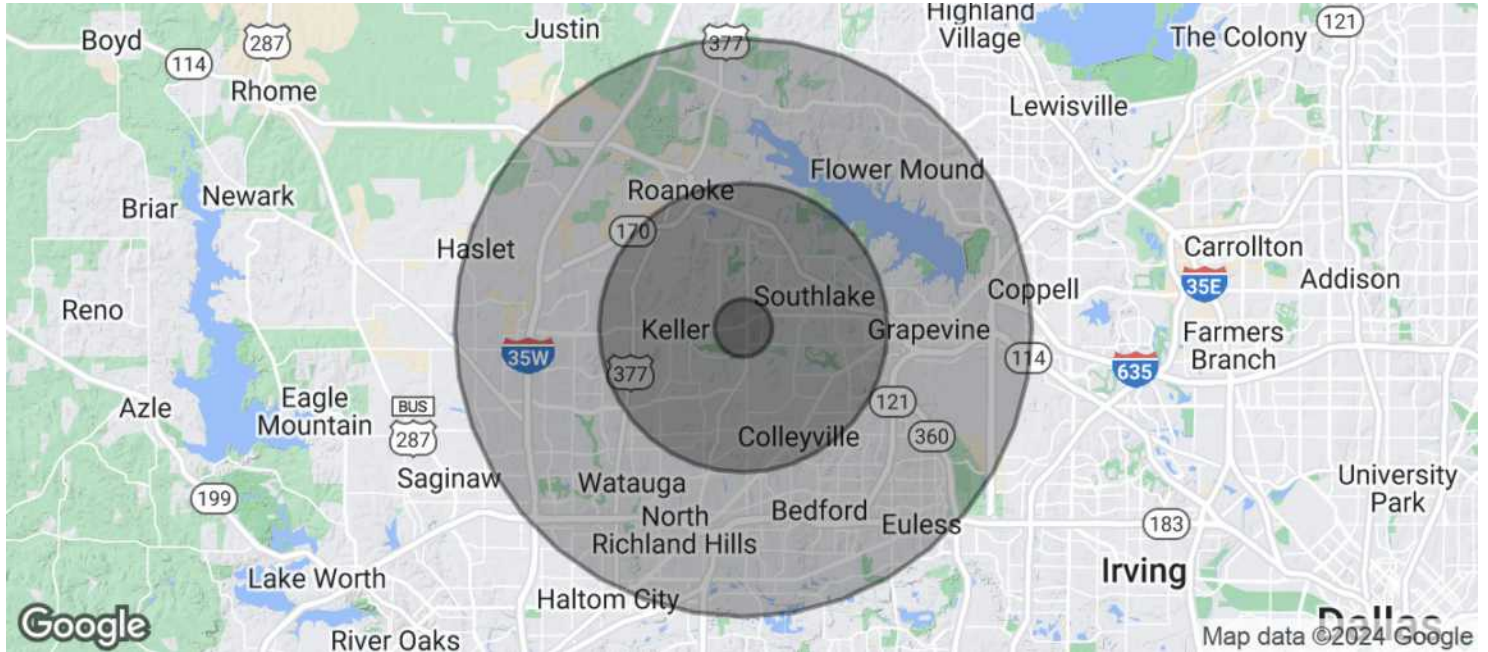 Highland
Village
Justin
377
121
Boyd
287
The Colony
114
Rhome
Lewisville
Flower Mound
Roanoke
Newark
Briar
170
Haslet
Carrollton
35E
Addison
Coppell
Southlake
Reno
Keller
Grapevine
Farmers
Branch
35W
114
635
377
Eagle
Mountain
Azle
BUS
287
121
360
Colleyville
Saginaw
Watauga
University
Park
199
Bedford
North
Richland Hills
Euless
183
Irving
Lake Worth
Haltom City
Dallas
Google
River Oaks
Map data ©2024 Google